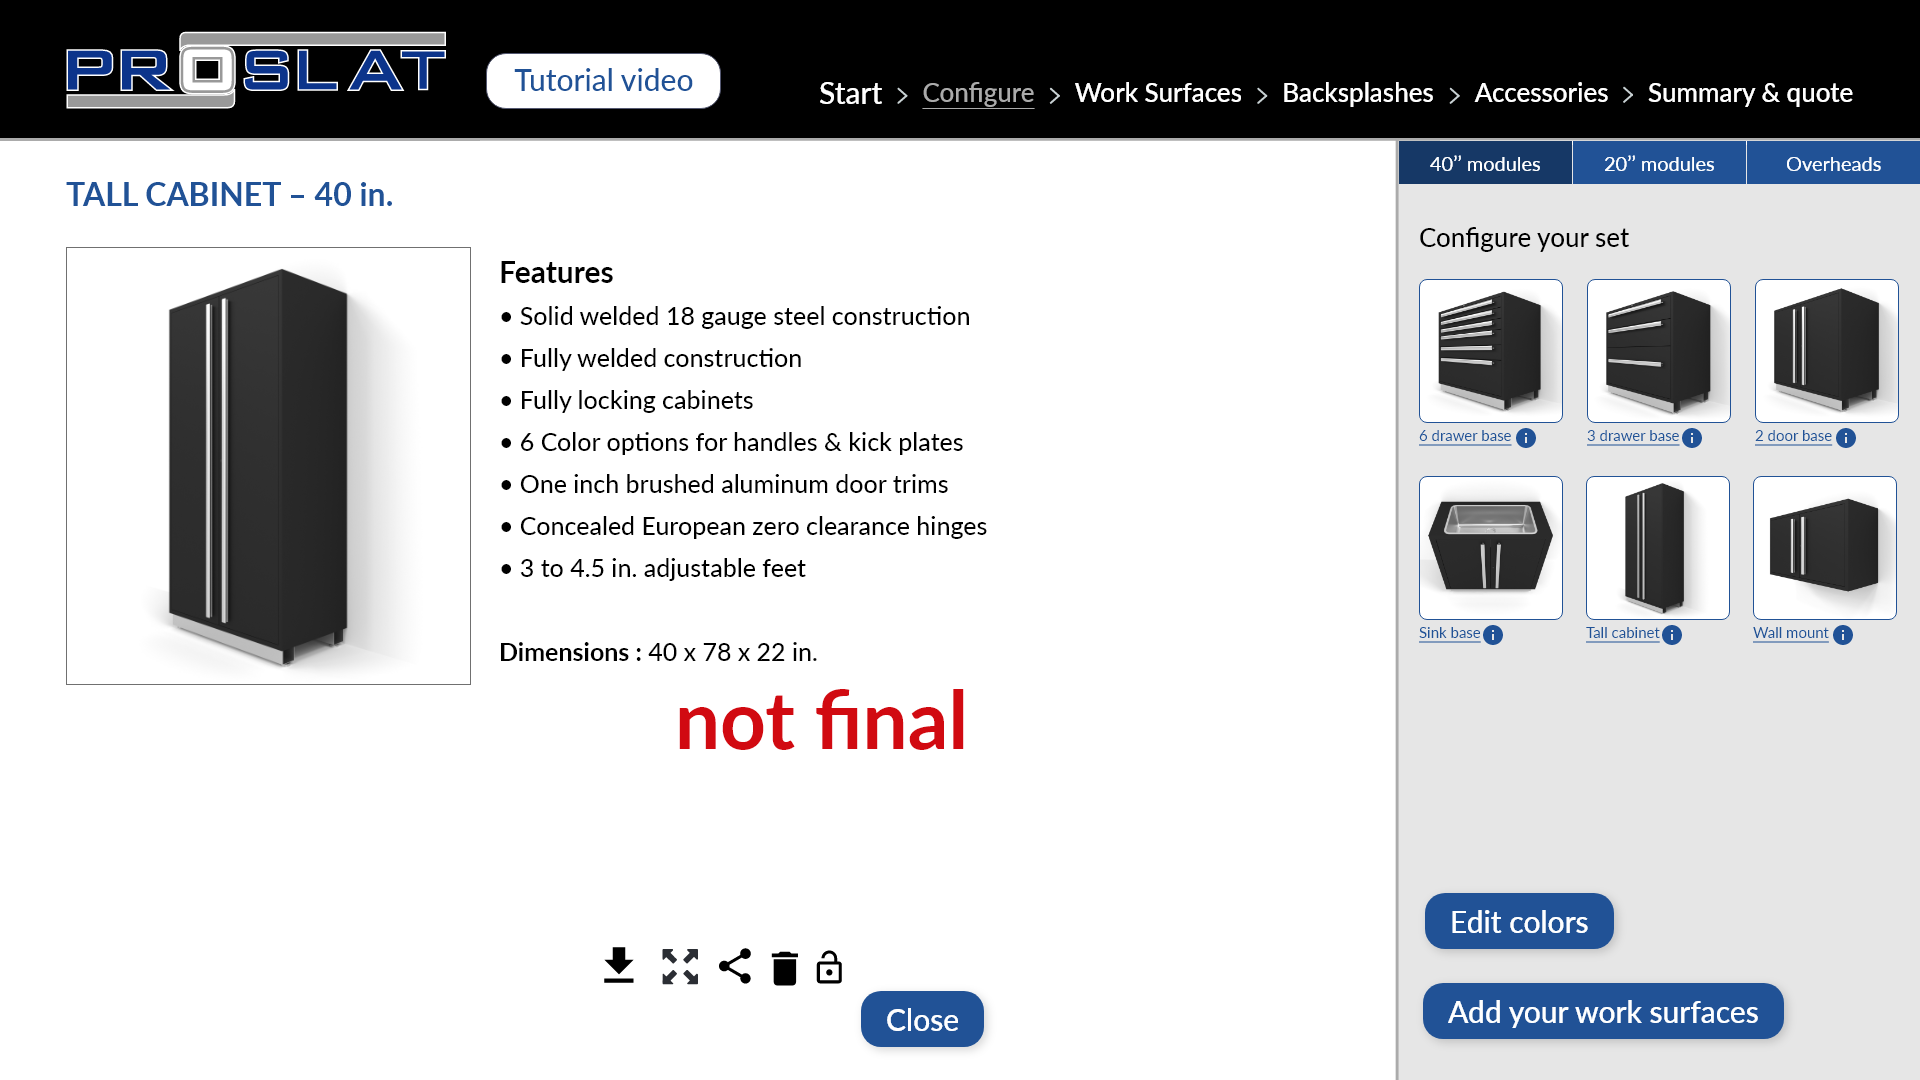 PROSLAT
Tutorial video
Start > Configure > Work Surfaces > Backsplashes > Accessories > Summary & quote
40’’ modules
20’’ modules
Overheads
TALL CABINET – 40 in.
Configure your set
Features
• Solid welded 18 gauge steel construction
• Fully welded construction
• Fully locking cabinets
• 6 Color options for handles & kick plates
• One inch brushed aluminum door trims
• Concealed European zero clearance hinges
• 3 to 4.5 in. adjustable feet
Dimensions : 40 x 78 x 22 in.
not final
6 drawer base i
3 drawer base i
2 door base i
Sink base i
Tall cabinet i
Wall mount i
Edit colors
Add your work surfaces
Close